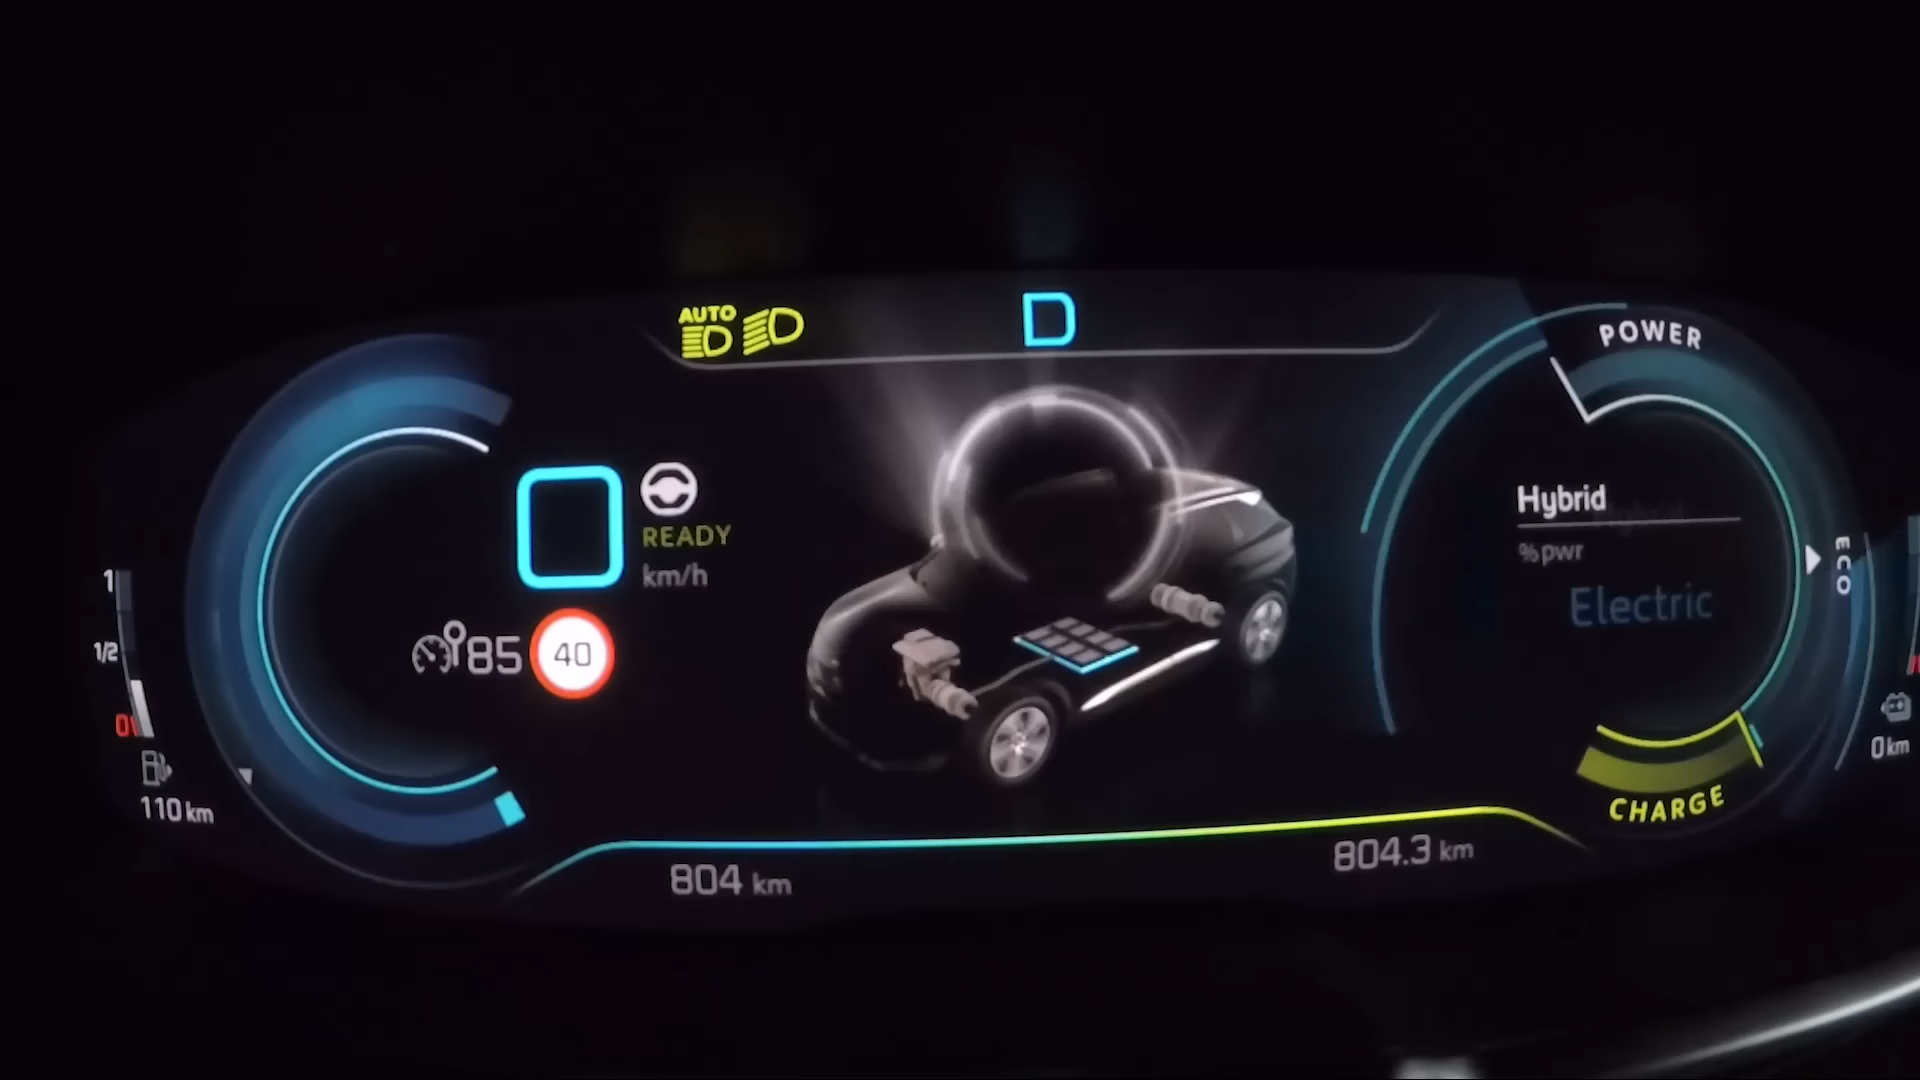 AUTO
D
POWER
0
READY
km/h
85
40
1
1/2
0
110 km
Hybrid
%pwr
Electric
ECO
CHARGE
0 km
804 km
804.3 km